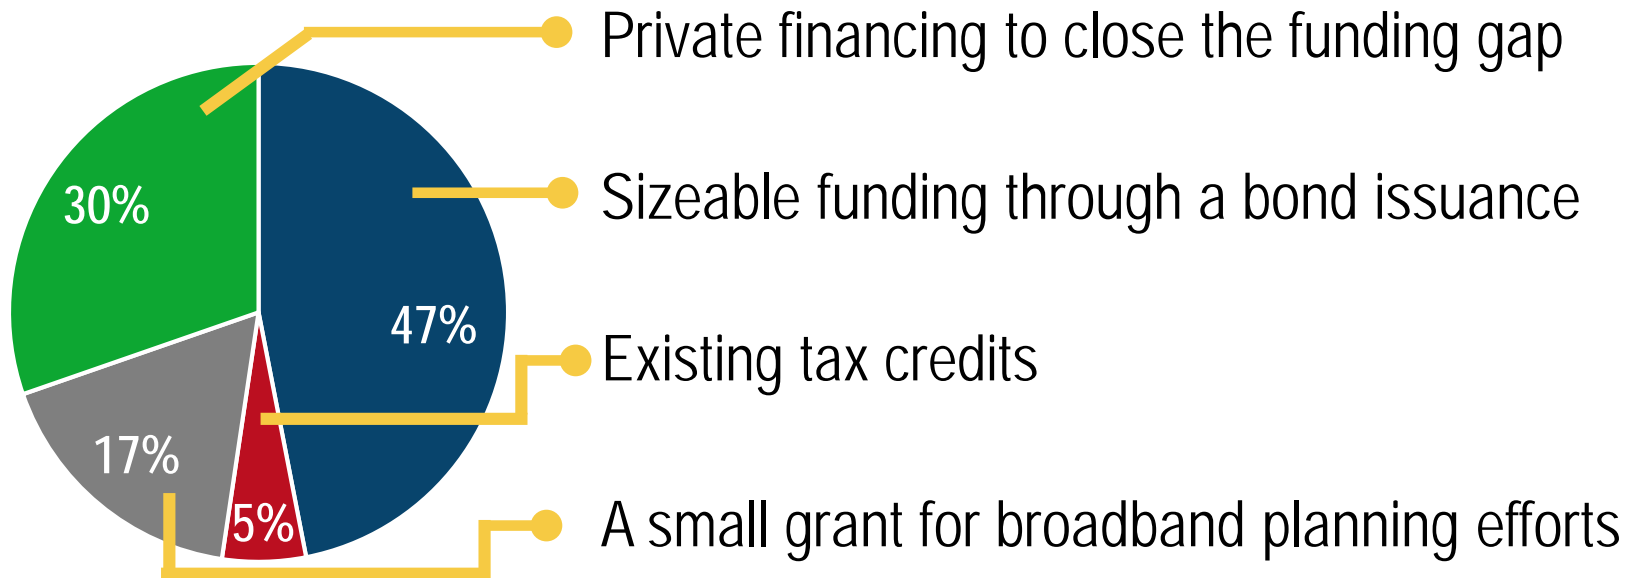 Private financing to close the funding gap
30%
Sizeable funding through a bond issuance
47%
Existing tax credits
17%
5%
A small grant for broadband planning efforts